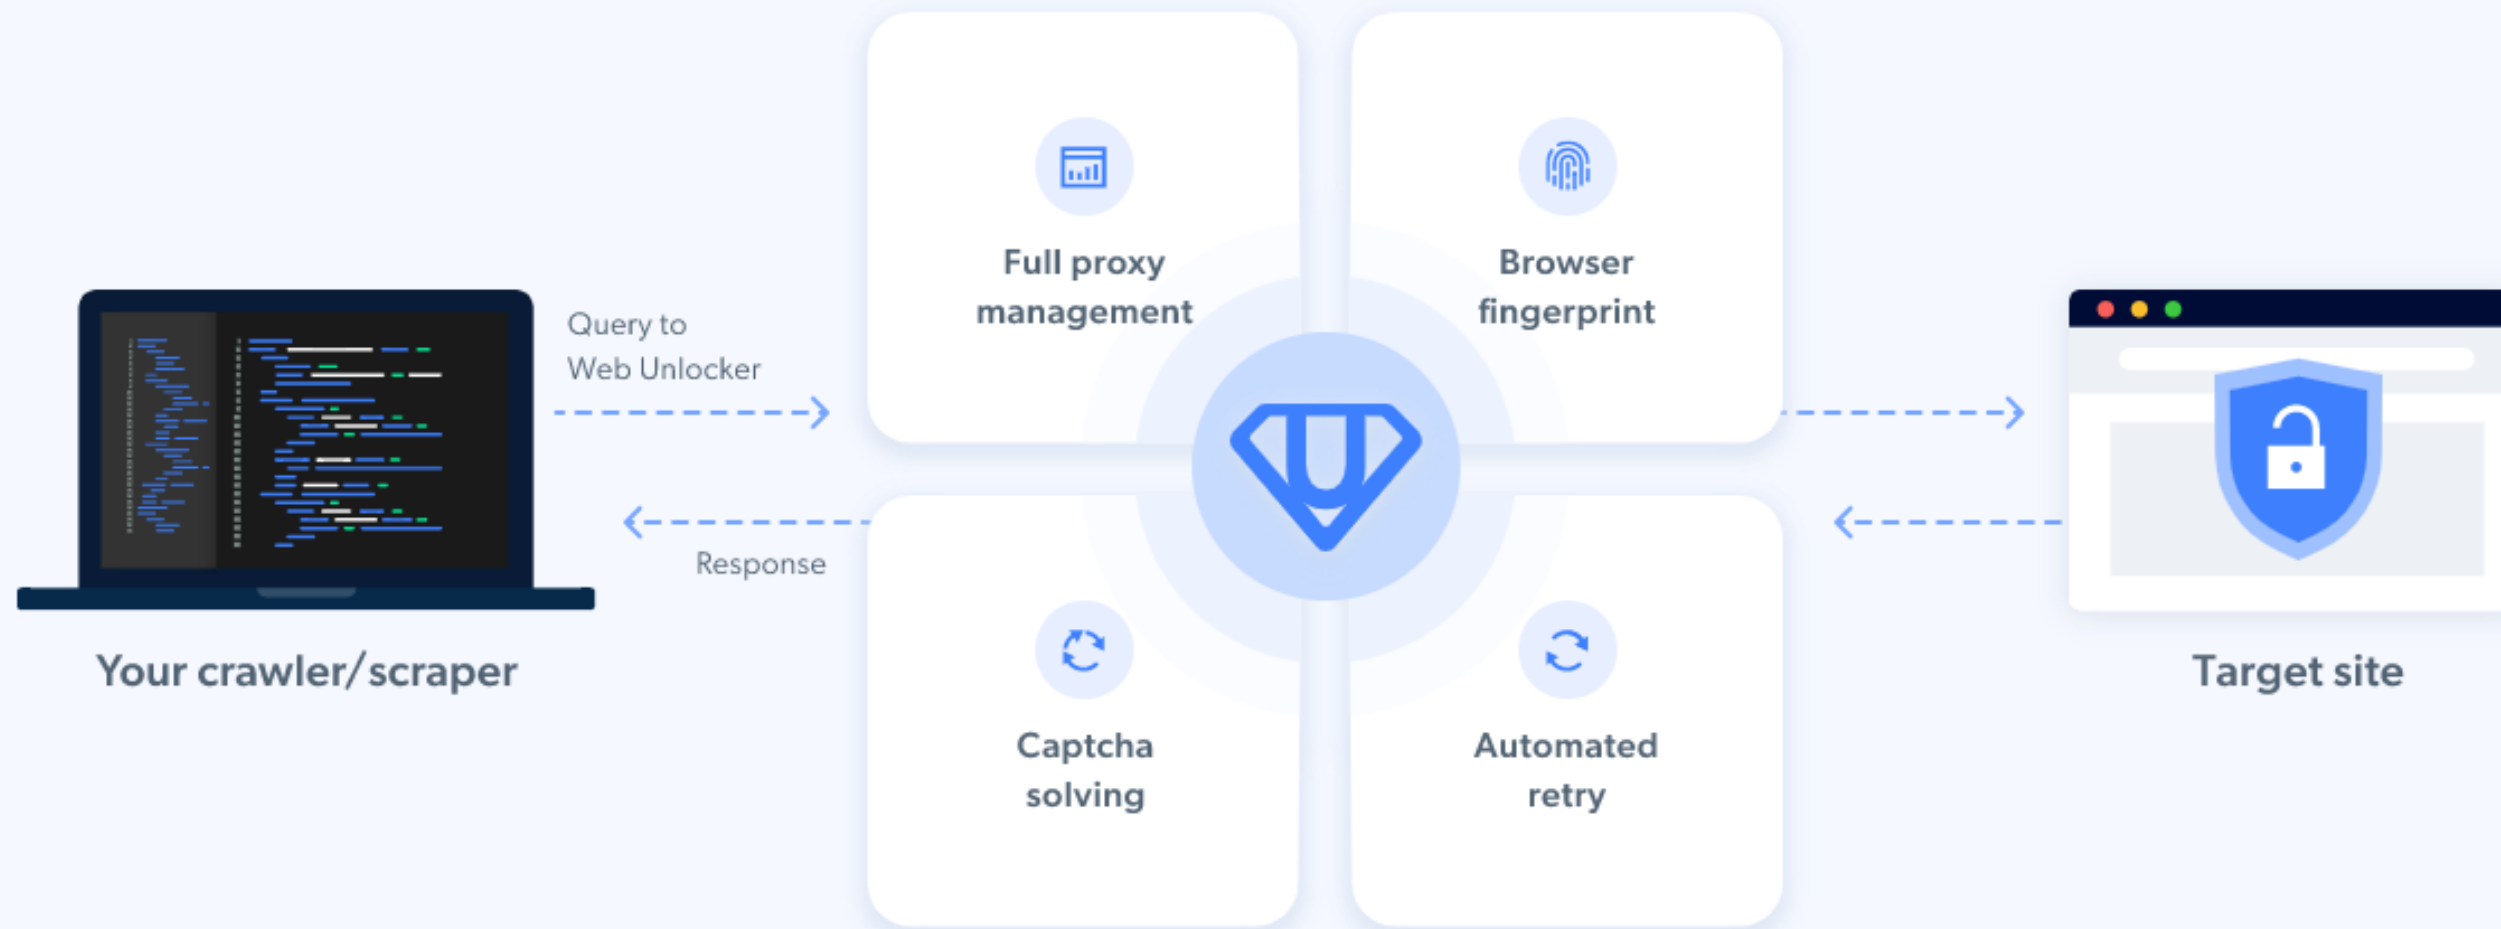 Full proxy
management
Browser
fingerprint
Query to
Web Unlocker
U
Response
Your crawler/scraper
Target site
Captcha
solving
Automated
retry